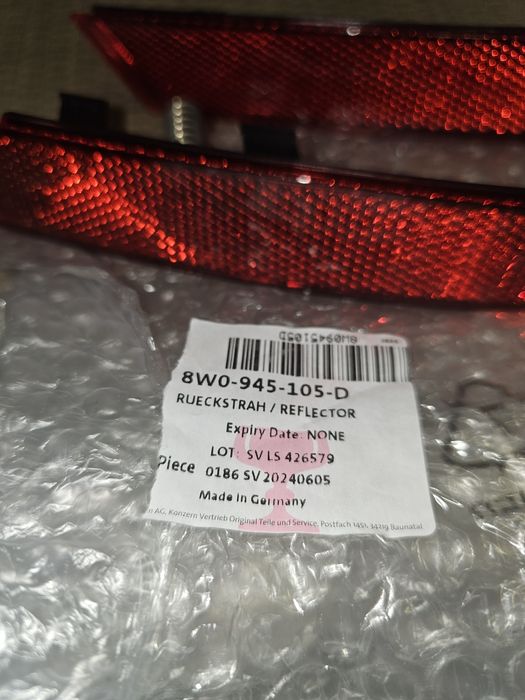 8W0945105D
8W0-945-105-D
RUECKSTRAH / REFLECTOR
Expiry Date: NONE
LOT: SV LS 426579
Piece 0186 SV 20240605
Made in Germany
AG, Konzern Vertrieb Original Teile und Service, Postfach 1451, 34219 Baunatal